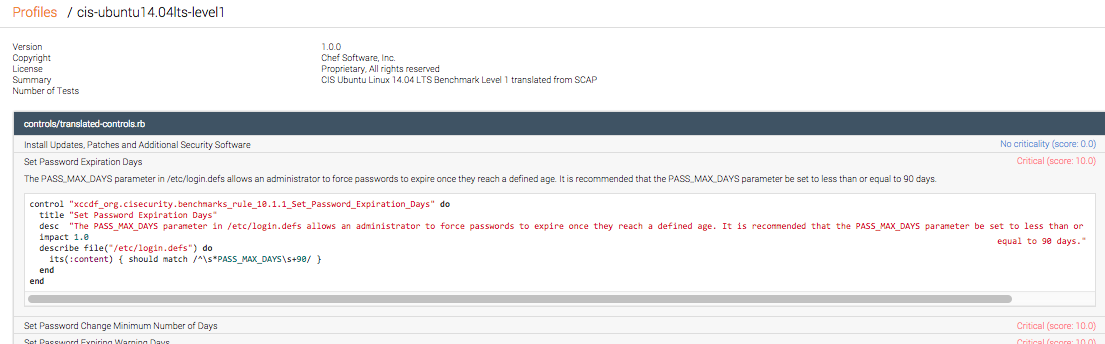 Profiles / cis-ubuntu14.04lts-level1
Version 1.0.0
Copyright Chef Software, Inc.
License Proprietary, All rights reserved
Summary CIS Ubuntu Linux 14.04 LTS Benchmark Level 1 translated from SCAP
Number of Tests
controls/translated-controls.rb
Install Updates, Patches and Additional Security Software No criticality (score: 0.0)
Set Password Expiration Days Critical (score: 10.0)
The PASS_MAX_DAYS parameter in /etc/login.defs allows an administrator to force passwords to expire once they reach a defined age. It is recommended that the PASS_MAX_DAYS parameter be set to less than or equal to 90 days.
control "xccdf_org.cisecurity.benchmarks_rule_10.1.1_Set_Password_Expiration_Days" do
title "Set Password Expiration Days"
desc "The PASS_MAX_DAYS parameter in /etc/login.defs allows an administrator to force passwords to expire once they reach a defined age. It is recommended that the PASS_MAX_DAYS parameter be set to less than or
equal to 90 days."
impact 1.0
describe file("/etc/login.defs") do
its(:content) { should match /^\s*PASS_MAX_DAYS\s+90/ }
end
end
Set Password Change Minimum Number of Days Critical (score: 10.0)
Set Password Expiring Warning Days Critical (score: 10.0)